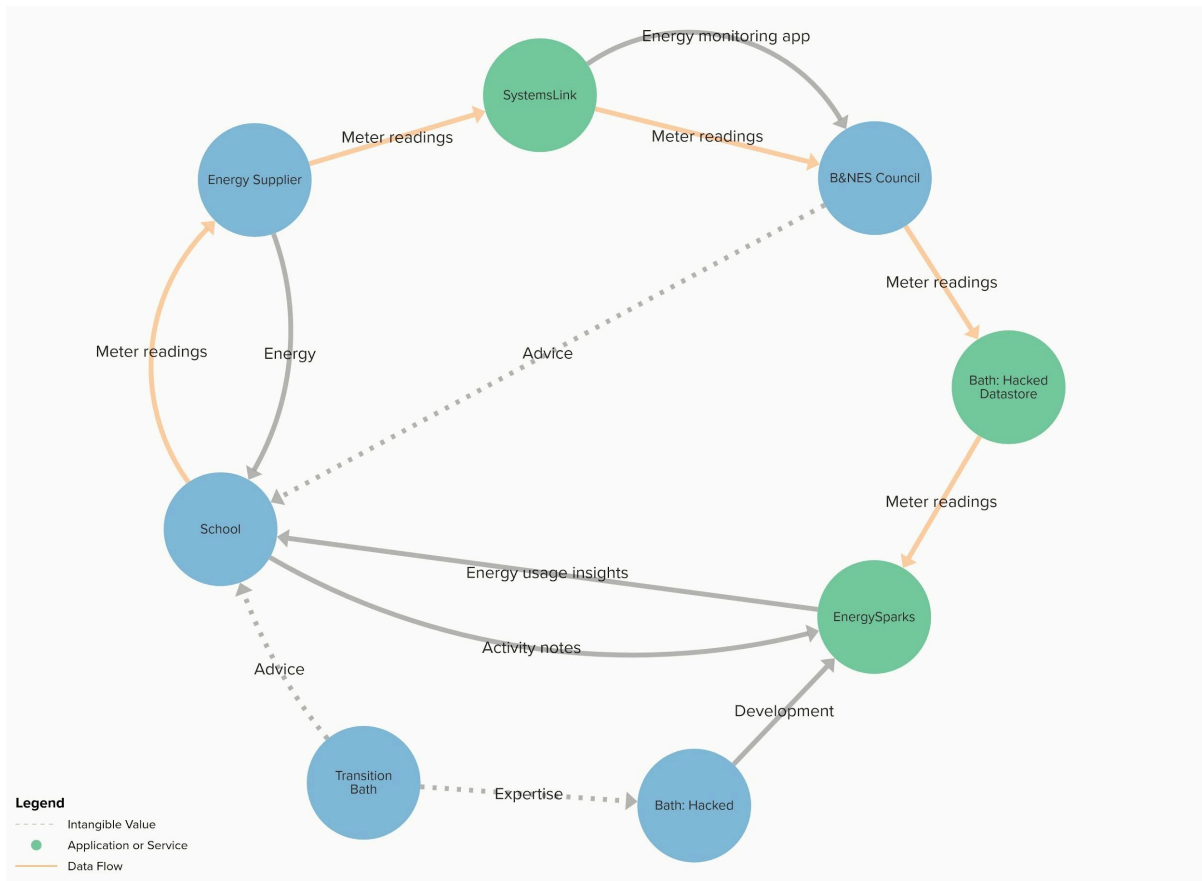 Energy monitoring app
SystemsLink
Meter readings
Meter readings
Energy Supplier
B&NES Council
Meter readings
Meter readings
Energy
Advice
Bath: Hacked
Datastore
Meter readings
School
Energy usage insights
EnergySparks
Activity notes
Advice
Development
Transition
Bath
Expertise
Bath: Hacked
Legend
Intangible Value
Application or Service
Data Flow